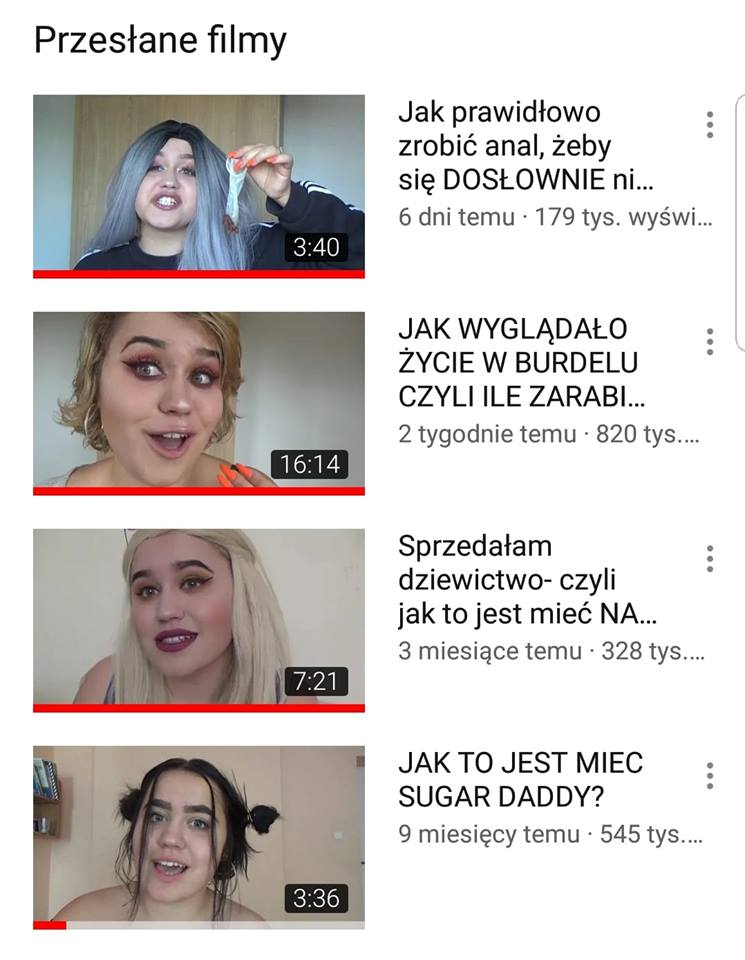 Przesłane filmy
Jak prawidłowo
zrobić anal, żeby
się DOSŁOWNIE ni...
6 dni temu · 179 tys. wyświ...
3:40
JAK WYGLĄDAŁO
ŻYCIE W BURDELU
CZYLI ILE ZARABI...
2 tygodnie temu · 820 tys....
16:14
Sprzedałam
dziewictwo- czyli
jak to jest mieć NA...
3 miesiące temu · 328 tys....
7:21
JAK TO JEST MIEC
SUGAR DADDY?
9 miesięcy temu · 545 tys....
3:36